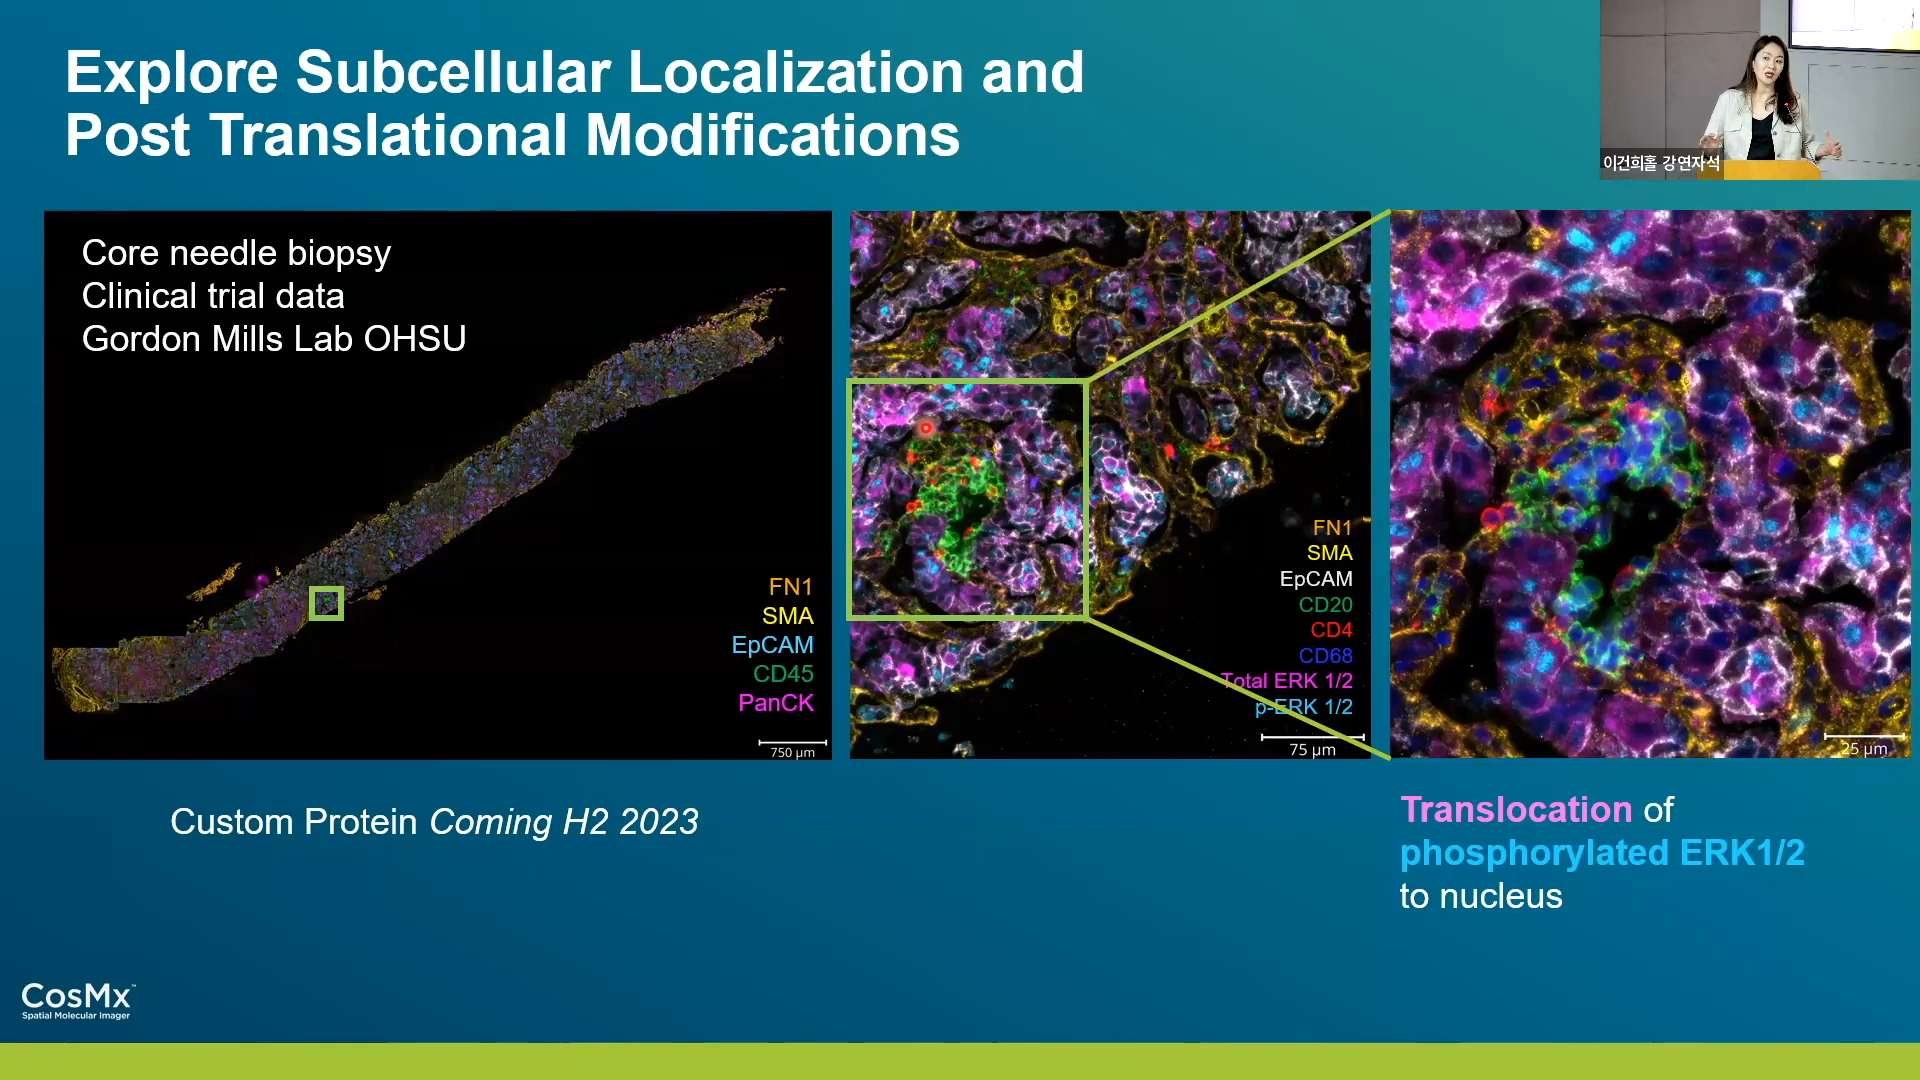 Explore Subcellular Localization and
Post Translational Modifications
이건희홀 강연자석
Core needle biopsy
Clinical trial data
Gordon Mills Lab OHSU
FN1
SMA
EpCAM
CD45
PanCK
750 µm
FN1
SMA
EpCAM
CD20
CD4
CD68
Total ERK 1/2
p-ERK 1/2
75 µm
25 µm
Custom Protein Coming H2 2023
Translocation of
phosphorylated ERK1/2
to nucleus
CosMx™
Spatial Molecular Imager